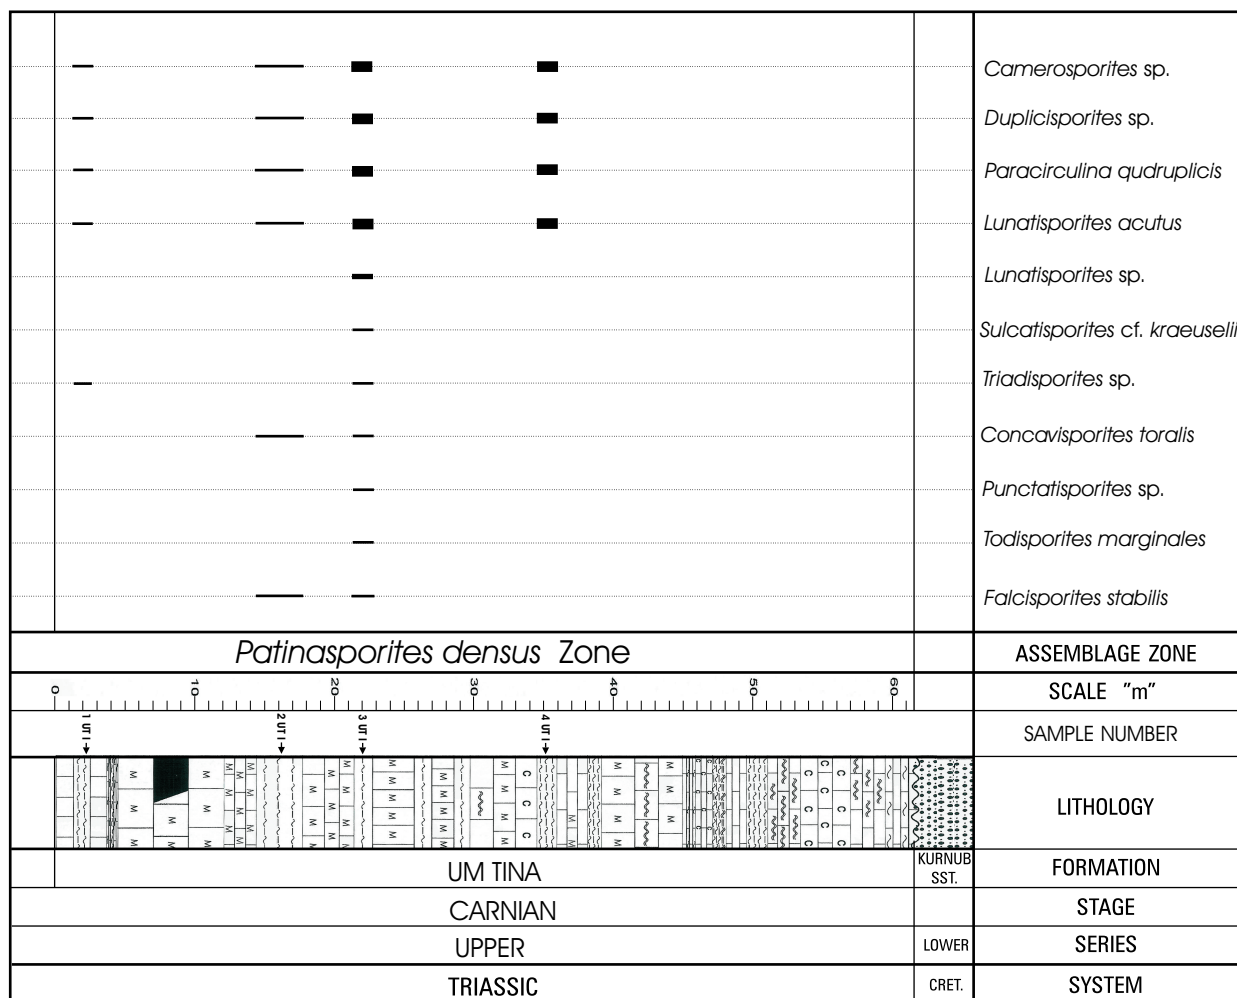 Camerosporites sp.
Duplicisporites sp.
Paracirculina qudruplicis
Lunatisporites acutus
Lunatisporites sp.
Sulcatisporites cf. kraeuselii
Triadisporites sp.
Concavisporites toralis
Punctatisporites sp.
Todisporites marginales
Falcisporites stabilis
Patinasporites densus Zone ASSEMBLAGE ZONE
0 10 20 30 40 50 60 SCALE "m"
1 UT I 2 UT I 3 UT I 4 UT I SAMPLE NUMBER
LITHOLOGY
UM TINA KURNUB SST. FORMATION
CARNIAN STAGE
UPPER LOWER SERIES
TRIASSIC CRET. SYSTEM